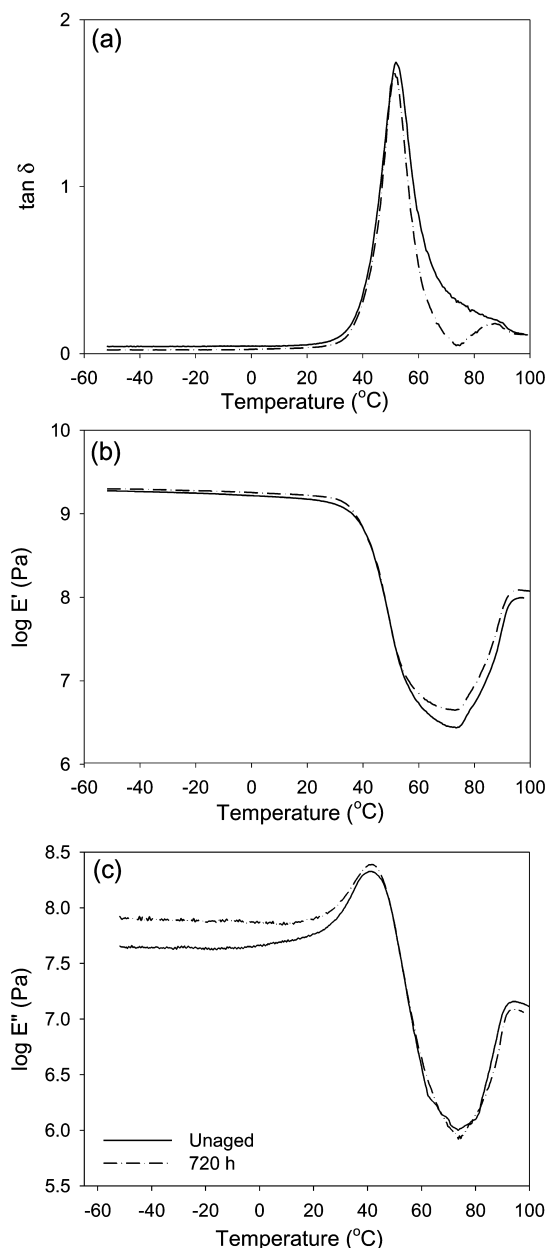 (a)
2
1
0
tan δ
-60 -40 -20 0 20 40 60 80 100
Temperature (°C)
(b)
10
9
8
7
6
log E' (Pa)
-60 -40 -20 0 20 40 60 80 100
Temperature (°C)
(c)
8.5
8.0
7.5
7.0
6.5
6.0
5.5
log E" (Pa)
Unaged
720 h
-60 -40 -20 0 20 40 60 80 100
Temperature (°C)